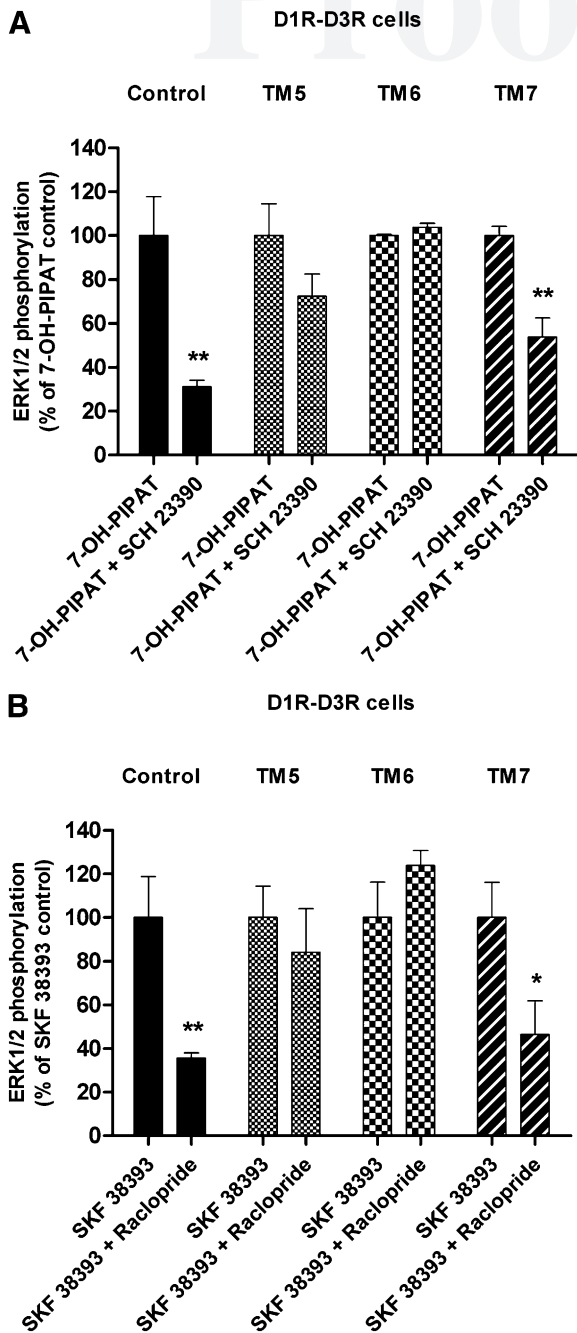 Proo
A
D1R-D3R cells
Control TM5 TM6 TM7
ERK1/2 phosphorylation
(% of 7-OH-PIPAT control)
140
120
100
80
60
40
20
0
**
**
7-OH-PIPAT
7-OH-PIPAT + SCH 23390
7-OH-PIPAT
7-OH-PIPAT + SCH 23390
7-OH-PIPAT
7-OH-PIPAT + SCH 23390
7-OH-PIPAT
7-OH-PIPAT + SCH 23390
B
D1R-D3R cells
Control TM5 TM6 TM7
ERK1/2 phosphorylation
(% of SKF 38393 control)
140
120
100
80
60
40
20
0
**
*
SKF 38393
SKF 38393 + Raclopride
SKF 38393
SKF 38393 + Raclopride
SKF 38393
SKF 38393 + Raclopride
SKF 38393
SKF 38393 + Raclopride